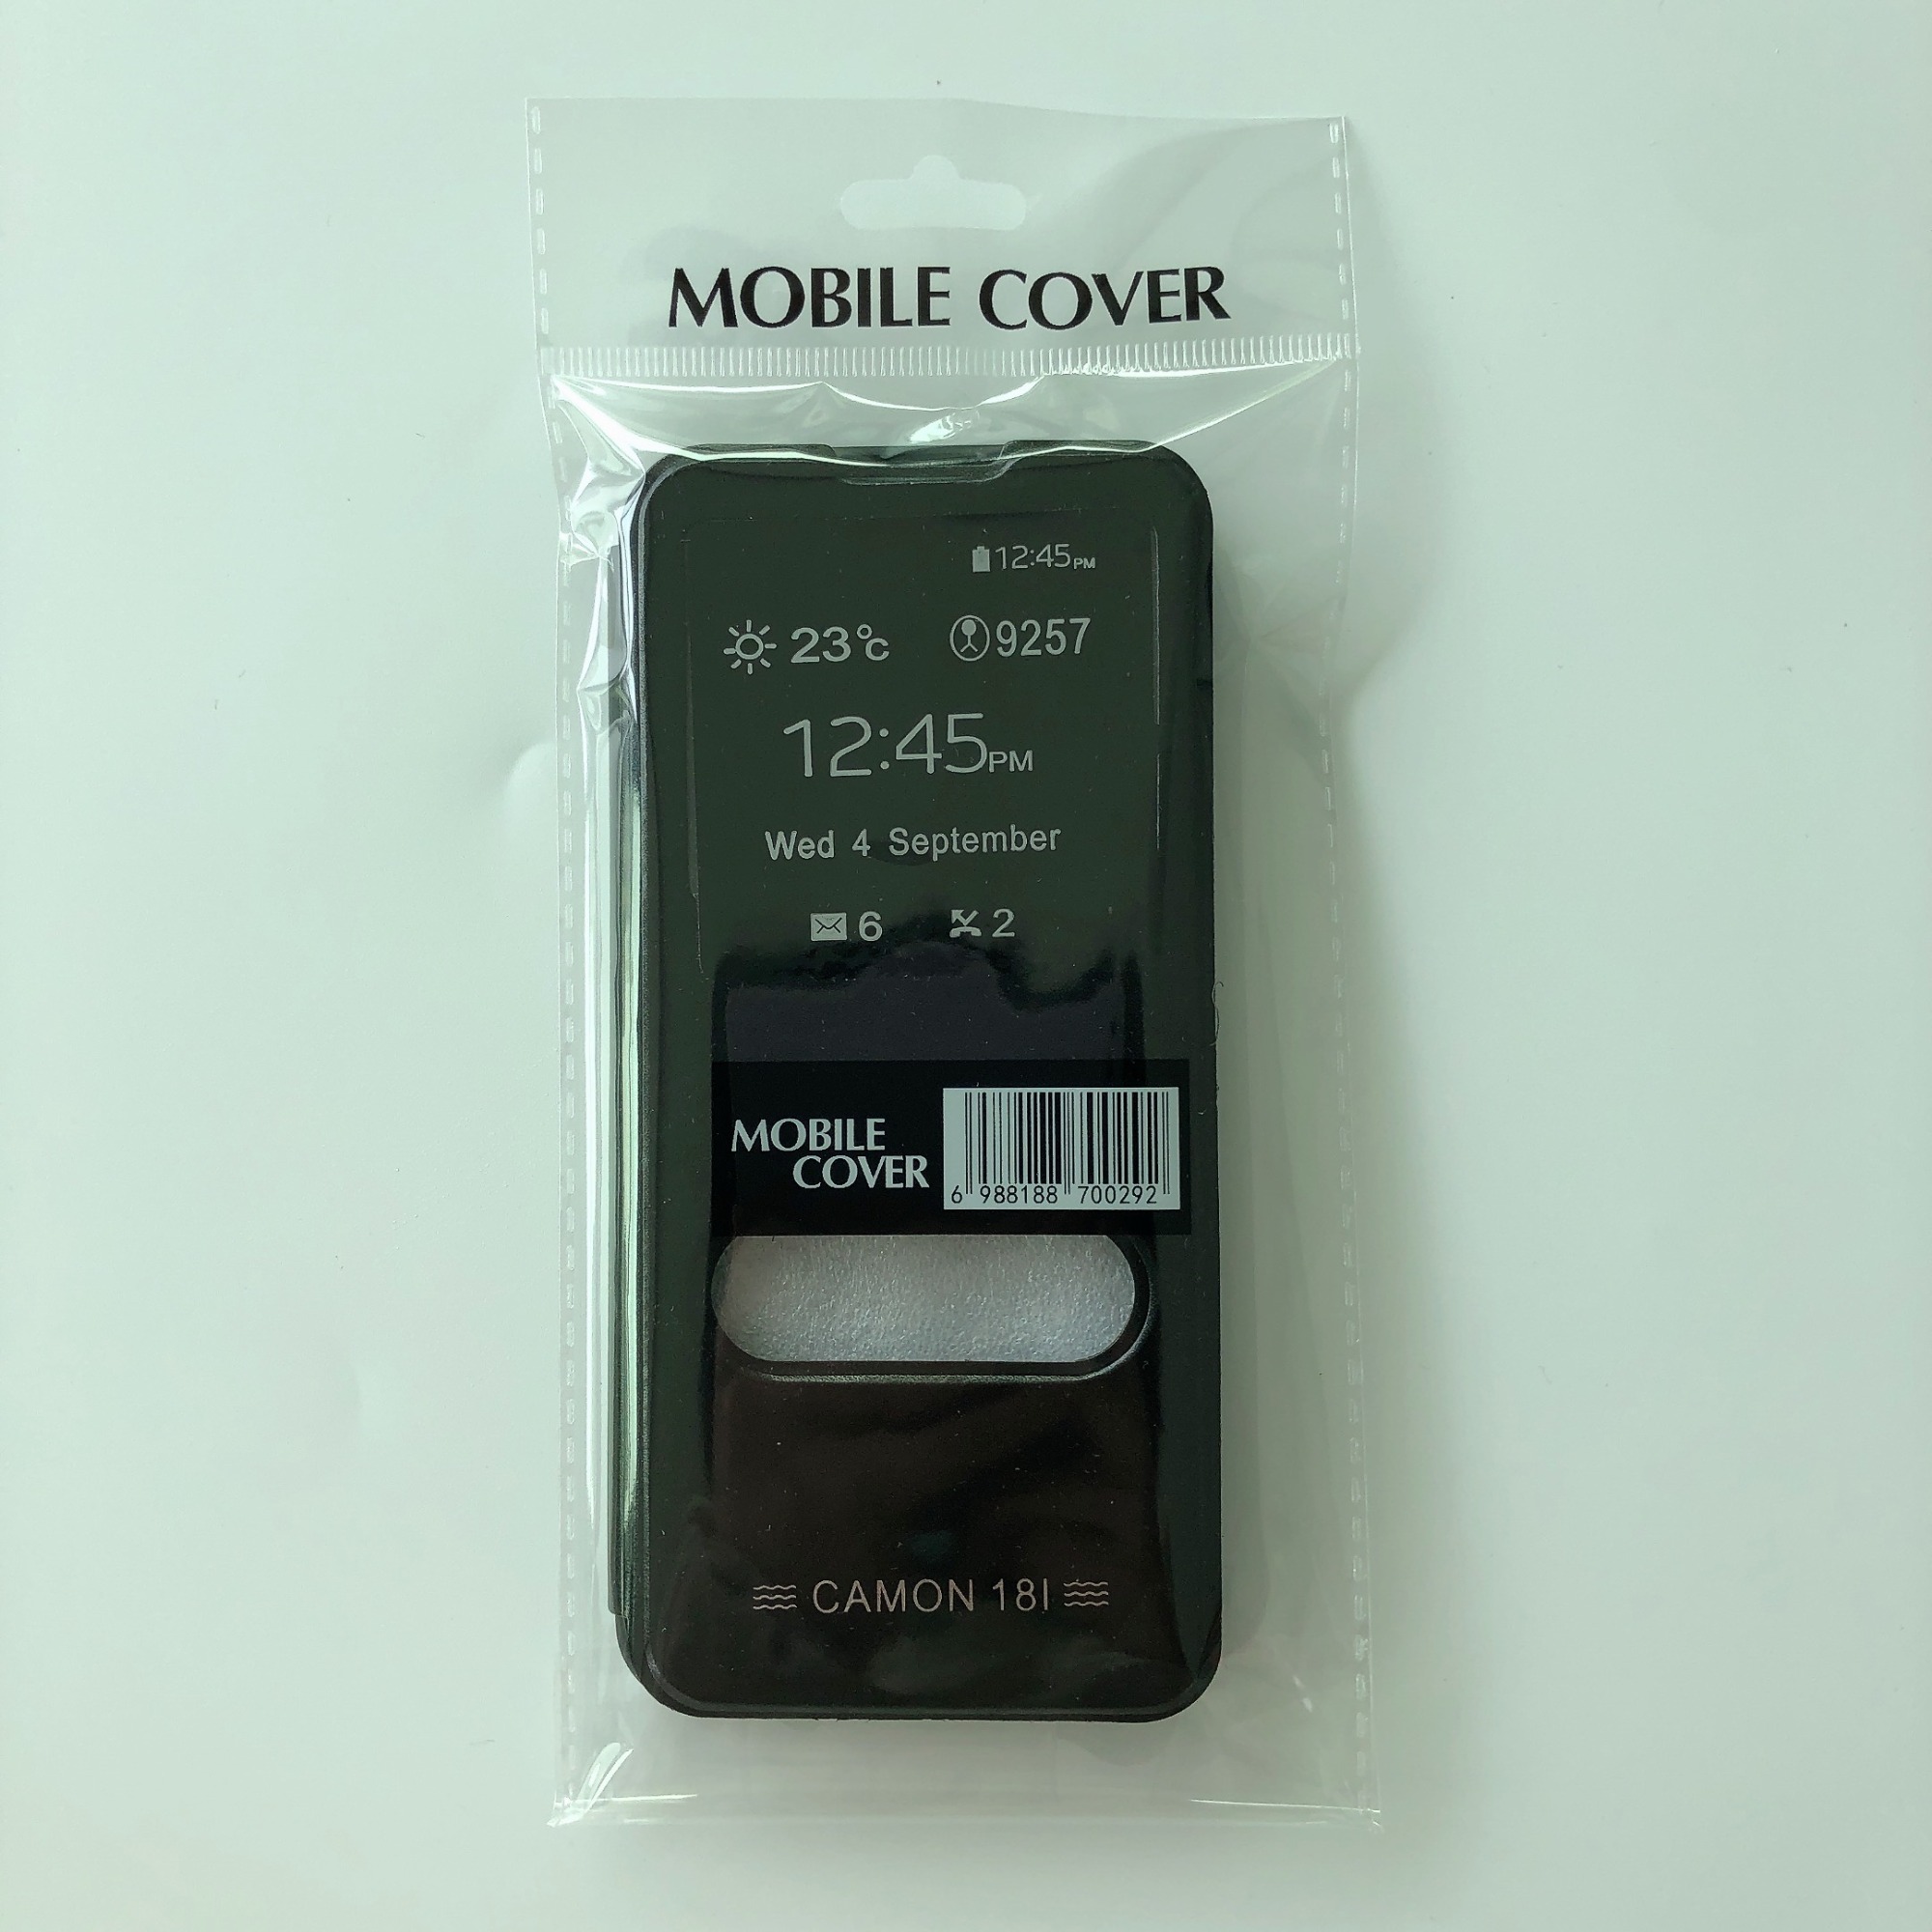 MOBILE COVER
12:45PM
23°C 9257
12:45PM
Wed 4 September
6 2
MOBILE
COVER
6 988188 700292
CAMON 18I